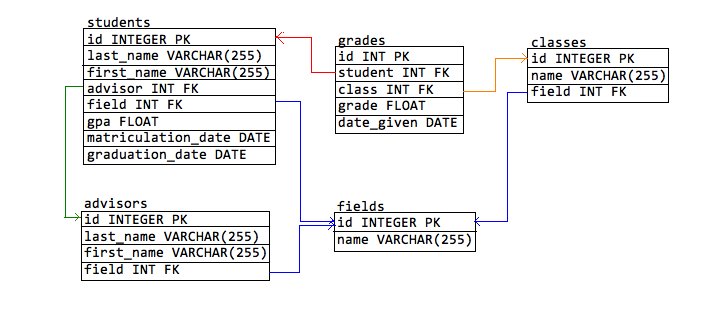 students
id INTEGER PK
last_name VARCHAR(255)
first_name VARCHAR(255)
advisor INT FK
field INT FK
gpa FLOAT
matriculation_date DATE
graduation_date DATE
grades
id INT PK
student INT FK
class INT FK
grade FLOAT
date_given DATE
classes
id INTEGER PK
name VARCHAR(255)
field INT FK
advisors
id INTEGER PK
last_name VARCHAR(255)
first_name VARCHAR(255)
field INT FK
fields
id INTEGER PK
name VARCHAR(255)